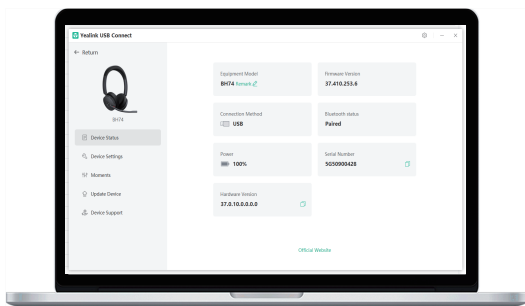 Yealink USB Connect
← Return
BH74
Device Status
Device Settings
Moments
Update Device
Device Support
Equipment Model
BH74 Remark
Firmware Version
37.410.253.6
Connection Method
USB
Bluetooth status
Paired
Power
100%
Serial Number
5G50900428
Hardware Version
37.0.10.0.0.0.0
Official Website